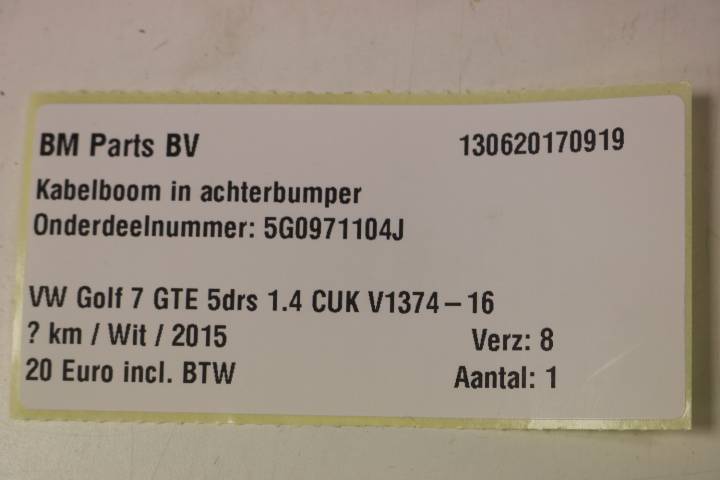 BM Parts BV 130620170919
Kabelboom in achterbumper
Onderdeelnummer: 5G0971104J
VW Golf 7 GTE 5drs 1.4 CUK V1374-16
? km / Wit / 2015 Verz: 8
20 Euro incl. BTW Aantal: 1